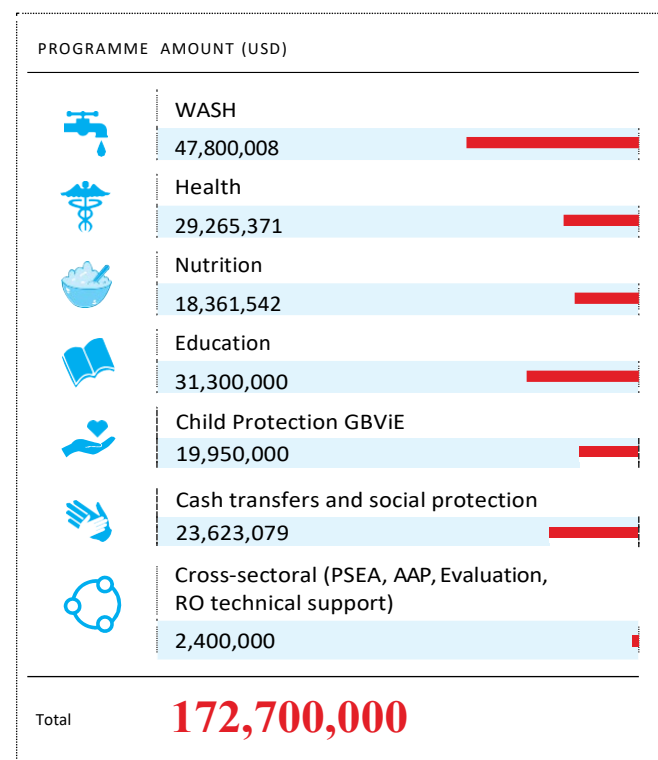 PROGRAMME AMOUNT (USD)
WASH
47,800,008
Health
29,265,371
Nutrition
18,361,542
Education
31,300,000
Child Protection GBViE
19,950,000
Cash transfers and social protection
23,623,079
Cross-sectoral (PSEA, AAP, Evaluation,
RO technical support)
2,400,000
Total 172,700,000